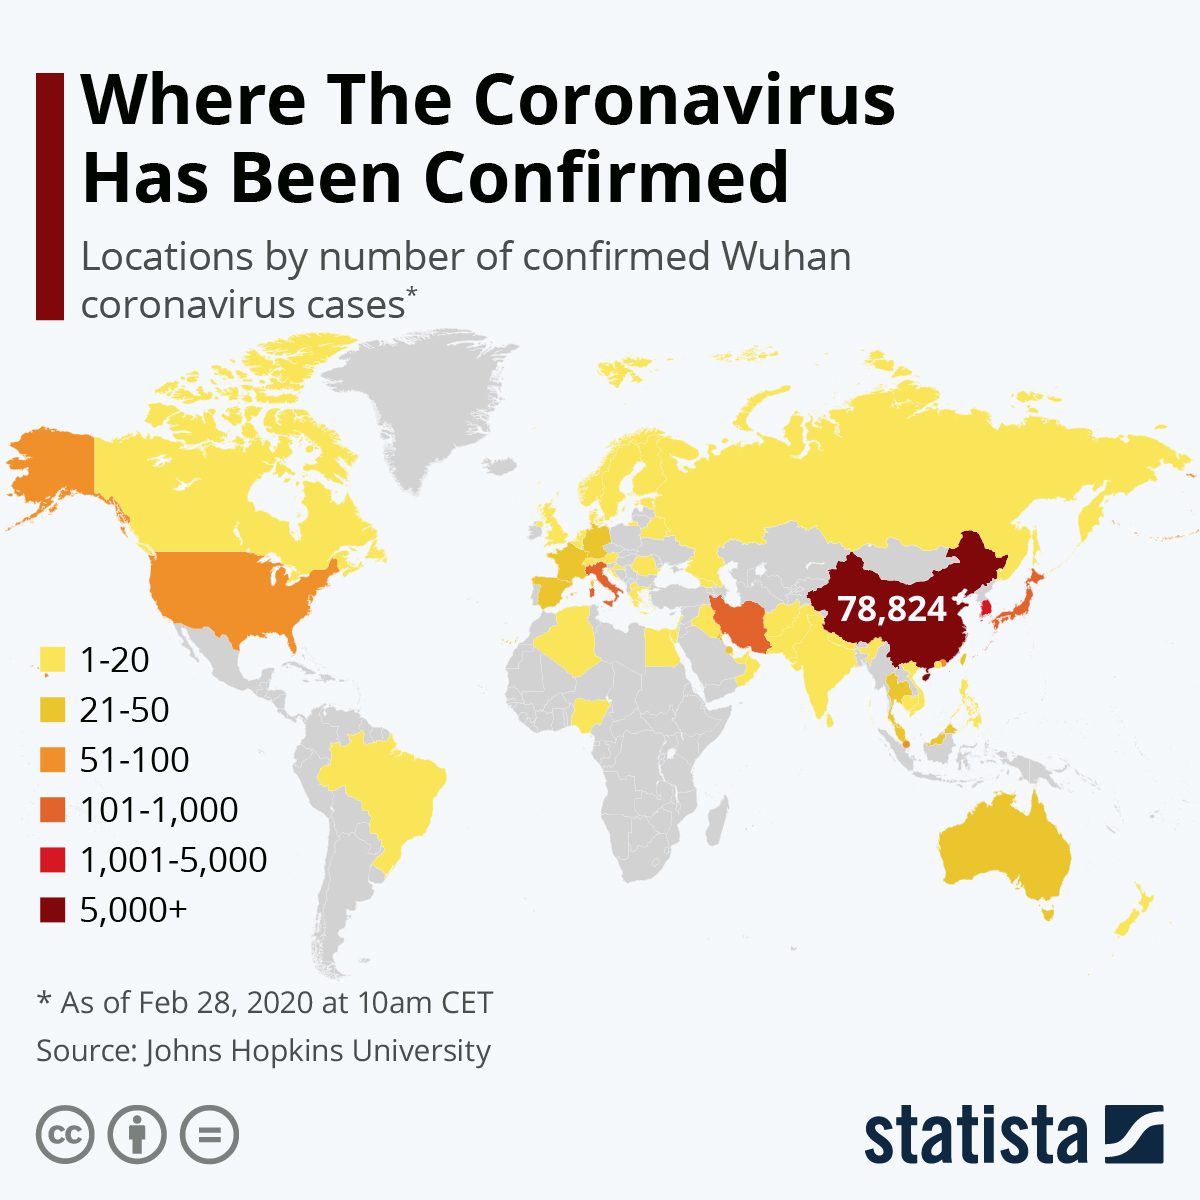 Where The Coronavirus
Has Been Confirmed
Locations by number of confirmed Wuhan
coronavirus cases*
78,824
1-20
21-50
51-100
101-1,000
1,001-5,000
5,000+
* As of Feb 28, 2020 at 10am CET
Source: Johns Hopkins University
cc
=
statista